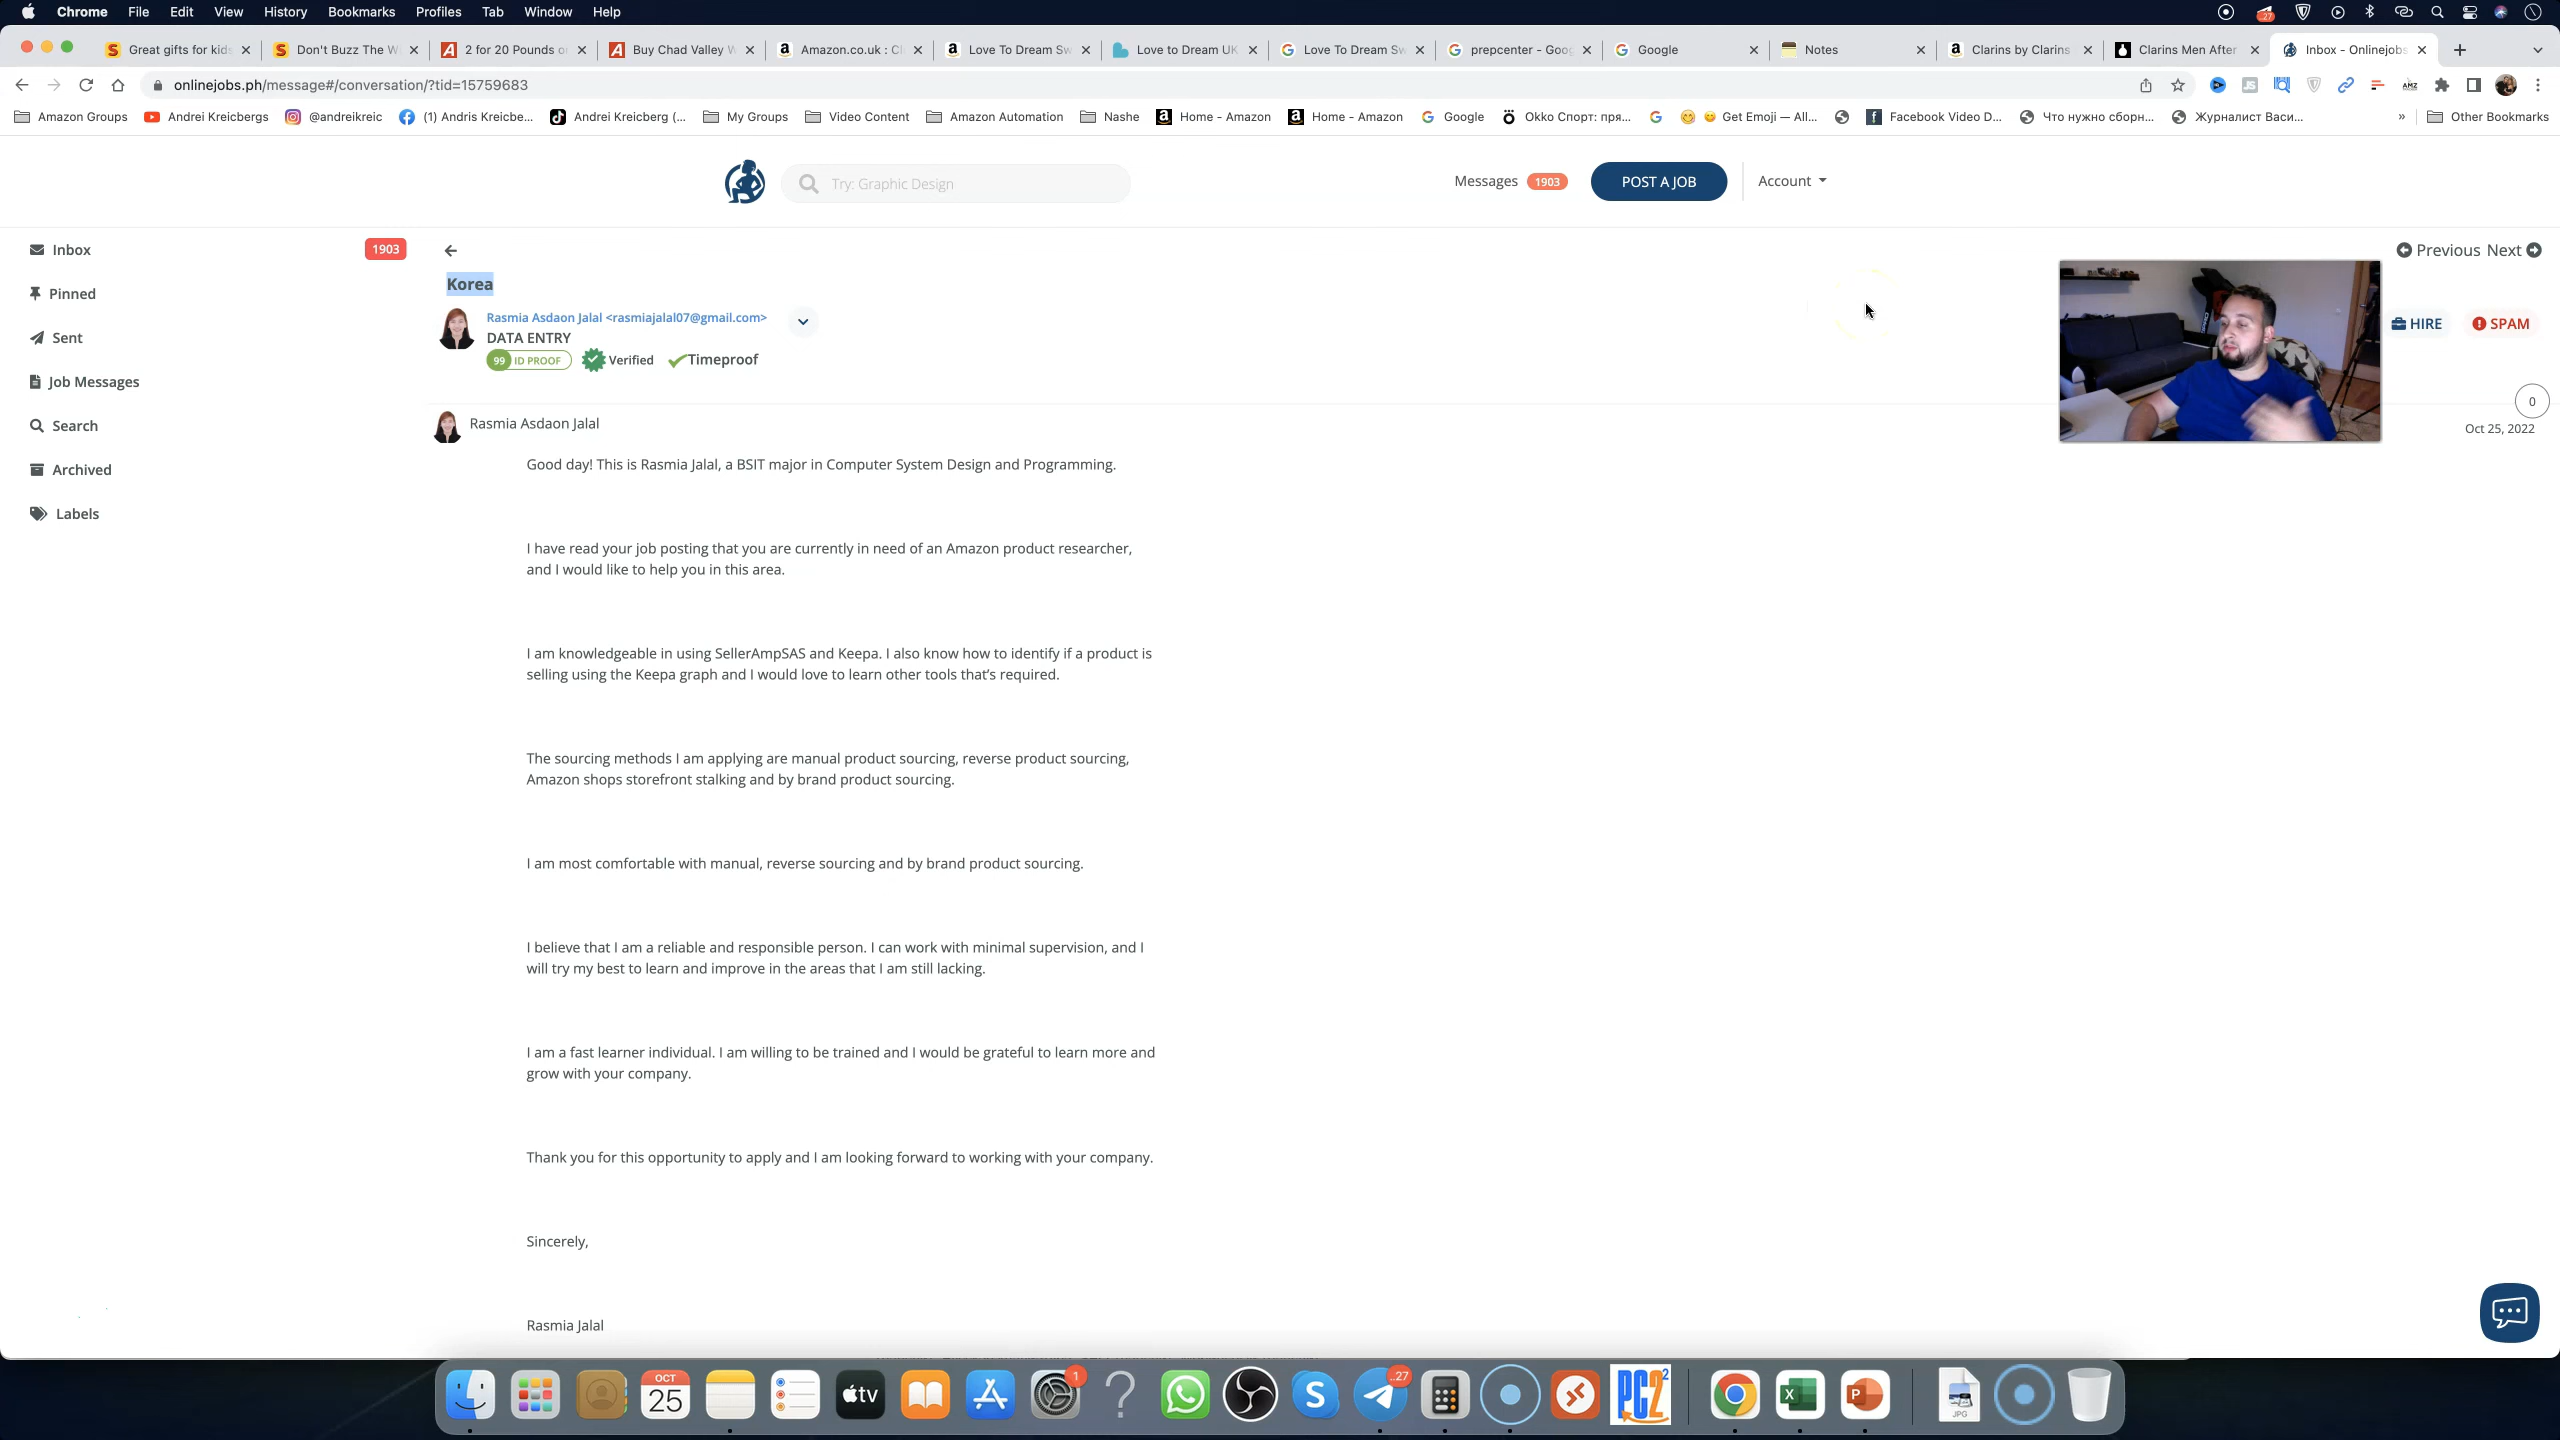 Chrome File Edit View History Bookmarks Profiles Tab Window Help
Great gifts for kids
Don't Buzz The W
2 for 20 Pounds o
Buy Chad Valley W
Amazon.co.uk : Cl
Love To Dream Sw
Love to Dream UK
Love To Dream Sw
prepcenter - Goog
Google
Notes
Clarins by Clarins
Clarins Men After
Inbox - Onlinejobs
onlinejobs.ph/message#/conversation/?tid=15759683
Amazon Groups
Andrei Kreicbergs
@andreikreic
(1) Andris Kreicbe...
Andrei Kreicberg (...
My Groups
Video Content
Amazon Automation
Nashe
Home - Amazon
Home - Amazon
Google
Okko Спорт: пря...
Get Emoji — All...
Facebook Video D...
Что нужно сборн...
Журналист Васи...
»
Other Bookmarks
Try: Graphic Design
Messages 1903
POST A JOB
Account
Inbox 1903
Pinned
Sent
Job Messages
Search
Archived
Labels
Previous Next
Korea
Rasmia Asdaon Jalal <rasmiajalal07@gmail.com>
DATA ENTRY
99 ID PROOF Verified Timeproof
HIRE SPAM
0
Rasmia Asdaon Jalal
Oct 25, 2022
Good day! This is Rasmia Jalal, a BSIT major in Computer System Design and Programming.
I have read your job posting that you are currently in need of an Amazon product researcher,
and I would like to help you in this area.
I am knowledgeable in using SellerAmpSAS and Keepa. I also know how to identify if a product is
selling using the Keepa graph and I would love to learn other tools that's required.
The sourcing methods I am applying are manual product sourcing, reverse product sourcing,
Amazon shops storefront stalking and by brand product sourcing.
I am most comfortable with manual, reverse sourcing and by brand product sourcing.
I believe that I am a reliable and responsible person. I can work with minimal supervision, and I
will try my best to learn and improve in the areas that I am still lacking.
I am a fast learner individual. I am willing to be trained and I would be grateful to learn more and
grow with your company.
Thank you for this opportunity to apply and I am looking forward to working with your company.
Sincerely,
Rasmia Jalal
OCT
25
tv
1
..27
PC2
JPG